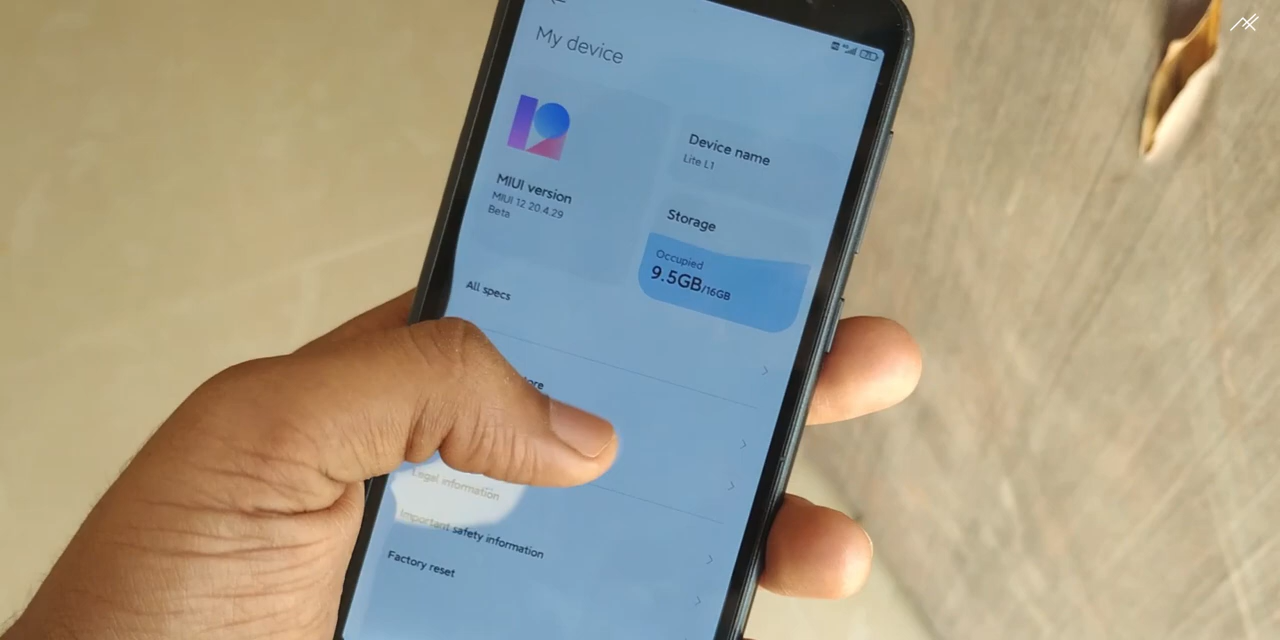 My device
MIUI version
MIUI 12 20.4.29
Beta
Device name
Lite L1
Storage
Occupied
9.5GB/16GB
All specs
Legal information
Important safety information
Factory reset